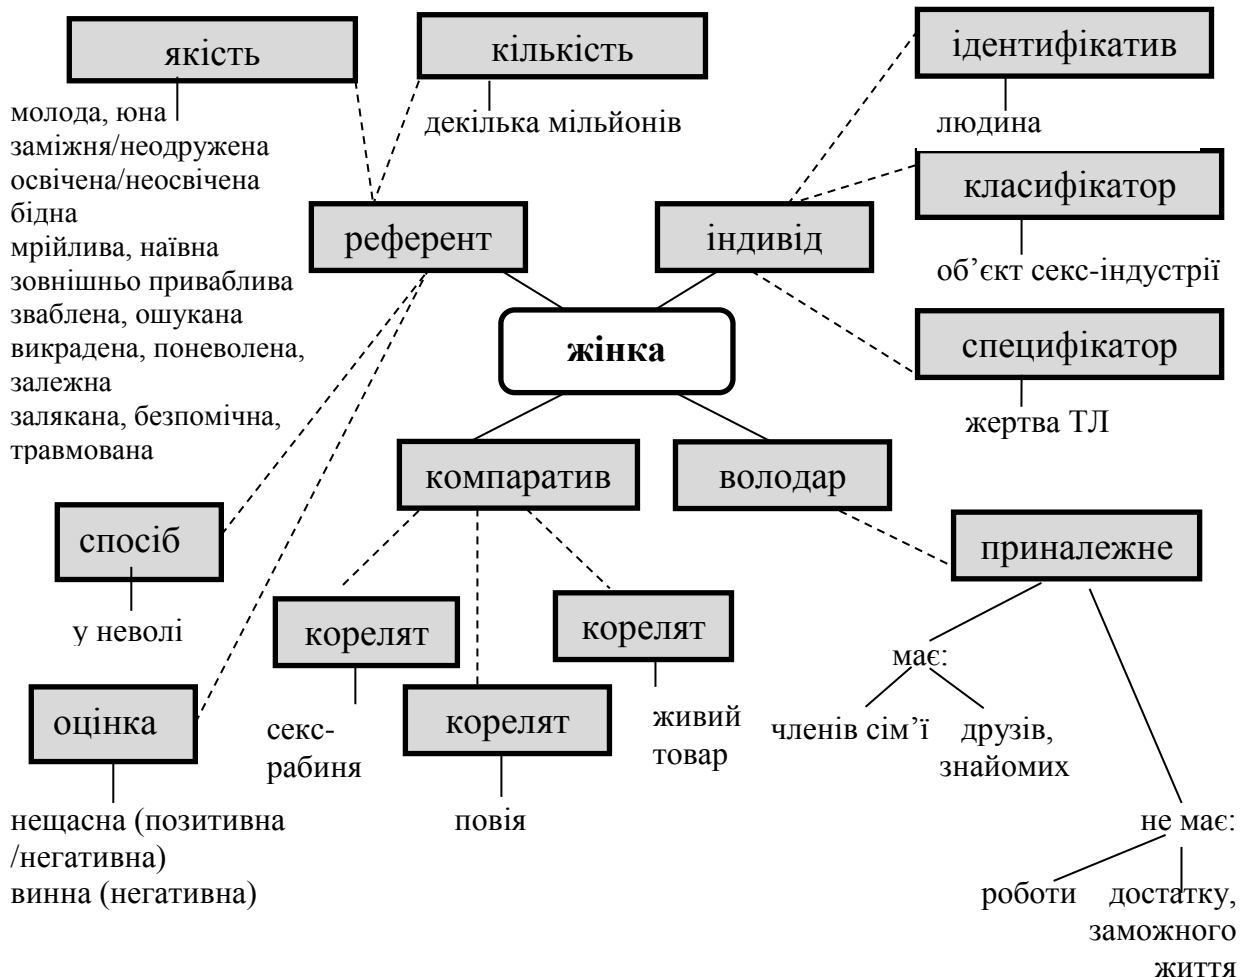 якість
кількість
ідентифікатив
молода, юна
заміжня/неодружена
освічена/неосвічена
бідна
мрійлива, наївна
зовнішньо приваблива
зваблена, ошукана
викрадена, поневолена,
залежна
залякана, безпомічна,
травмована
декілька мільйонів
людина
класифікатор
референт
індивід
об’єкт секс-індустрії
жінка
специфікатор
жертва ТЛ
компаратив
володар
спосіб
приналежне
у неволі
корелят
корелят
має:
оцінка
корелят
секс-
рабиня
живий
товар
членів сім’ї
друзів,
знайомих
нещасна (позитивна
/негативна)
винна (негативна)
повія
не має:
роботи
достатку,
заможного
життя